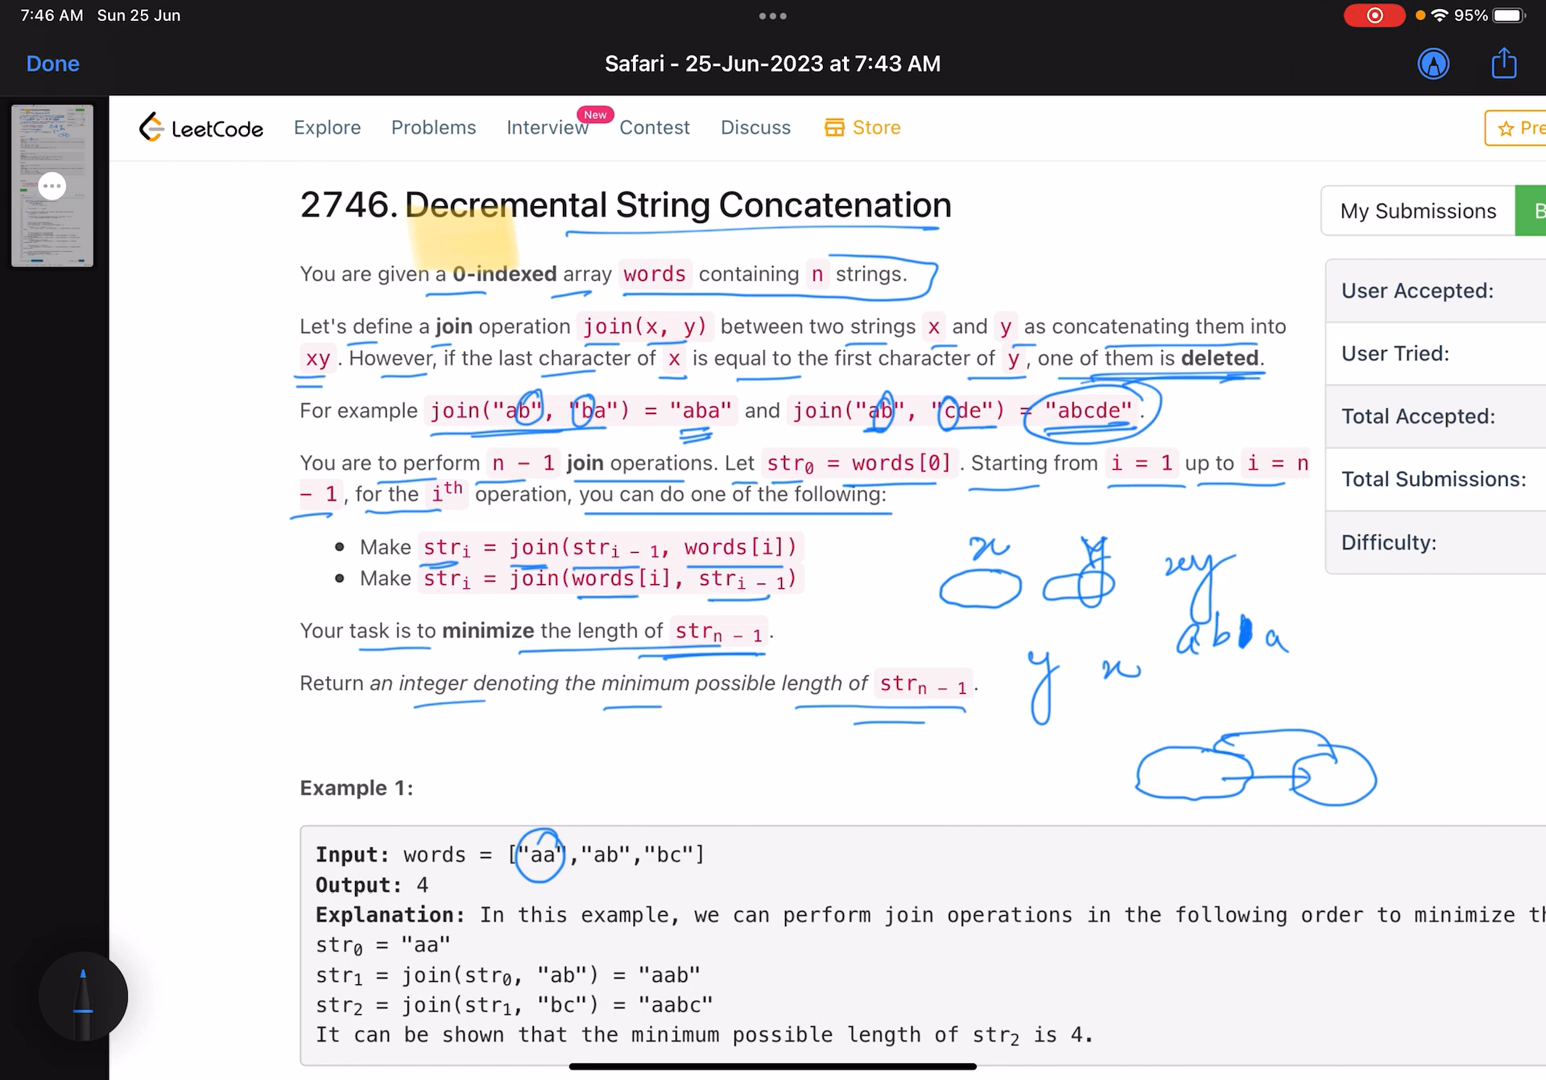 7:46 AM Sun 25 Jun
95%
Done
Safari - 25-Jun-2023 at 7:43 AM
LeetCode Explore Problems Interview New Contest Discuss Store
Pre
2746. Decremental String Concatenation
My Submissions
B
You are given a 0-indexed array words containing n strings.
Let's define a join operation join(x, y) between two strings x and y as concatenating them into
xy. However, if the last character of x is equal to the first character of y, one of them is deleted.
For example join("ab", "ba") = "aba" and join("ab", "cde") = "abcde".
You are to perform n - 1 join operations. Let str0 = words[0]. Starting from i = 1 up to i = n
- 1, for the ith operation, you can do one of the following:
Make stri = join(stri - 1, words[i])
Make stri = join(words[i], stri - 1)
Your task is to minimize the length of strn - 1.
Return an integer denoting the minimum possible length of strn - 1.
User Accepted:
User Tried:
Total Accepted:
Total Submissions:
Difficulty:
x y xy
ab a
y x
Example 1:
Input: words = ["aa","ab","bc"]
Output: 4
Explanation: In this example, we can perform join operations in the following order to minimize th
str0 = "aa"
str1 = join(str0, "ab") = "aab"
str2 = join(str1, "bc") = "aabc"
It can be shown that the minimum possible length of str2 is 4.